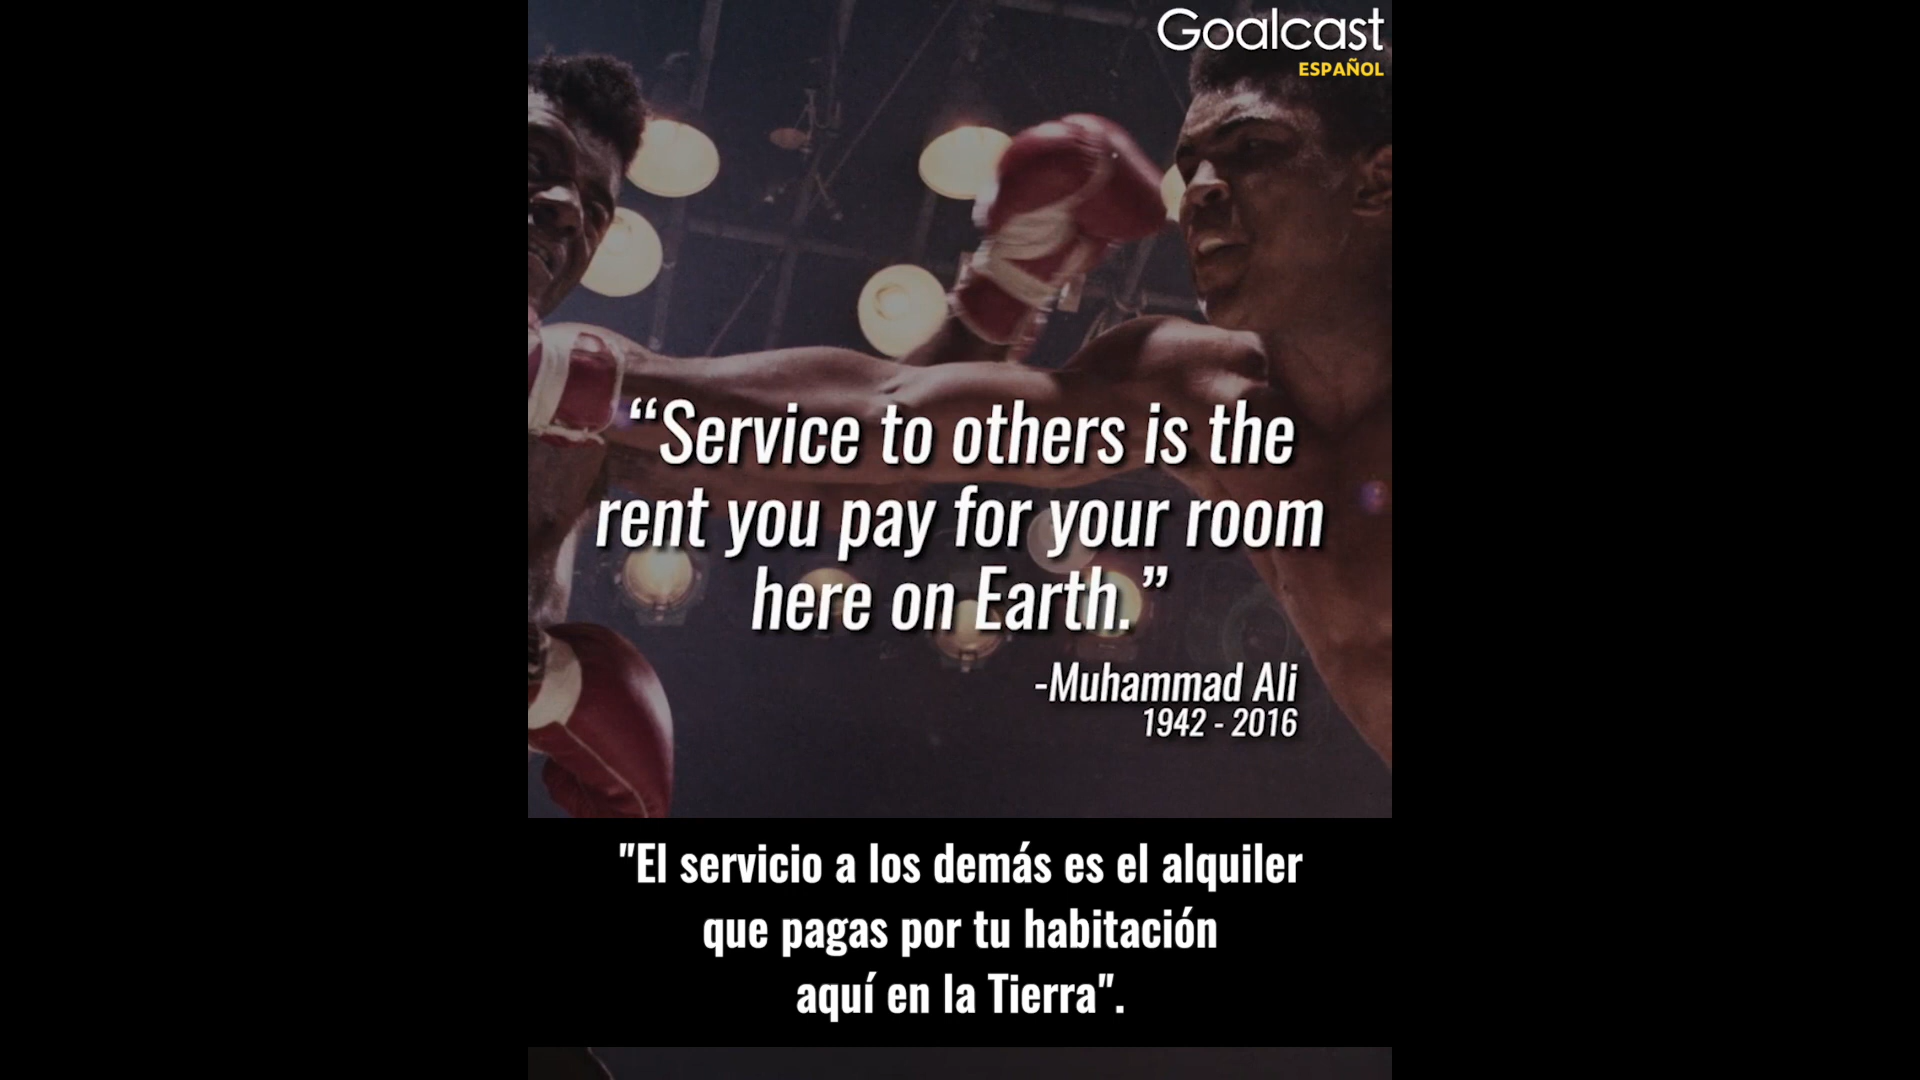 Goalcast
ESPAÑOL
“Service to others is the
rent you pay for your room
here on Earth.”
-Muhammad Ali
1942 - 2016
"El servicio a los demás es el alquiler
que pagas por tu habitación
aquí en la Tierra".